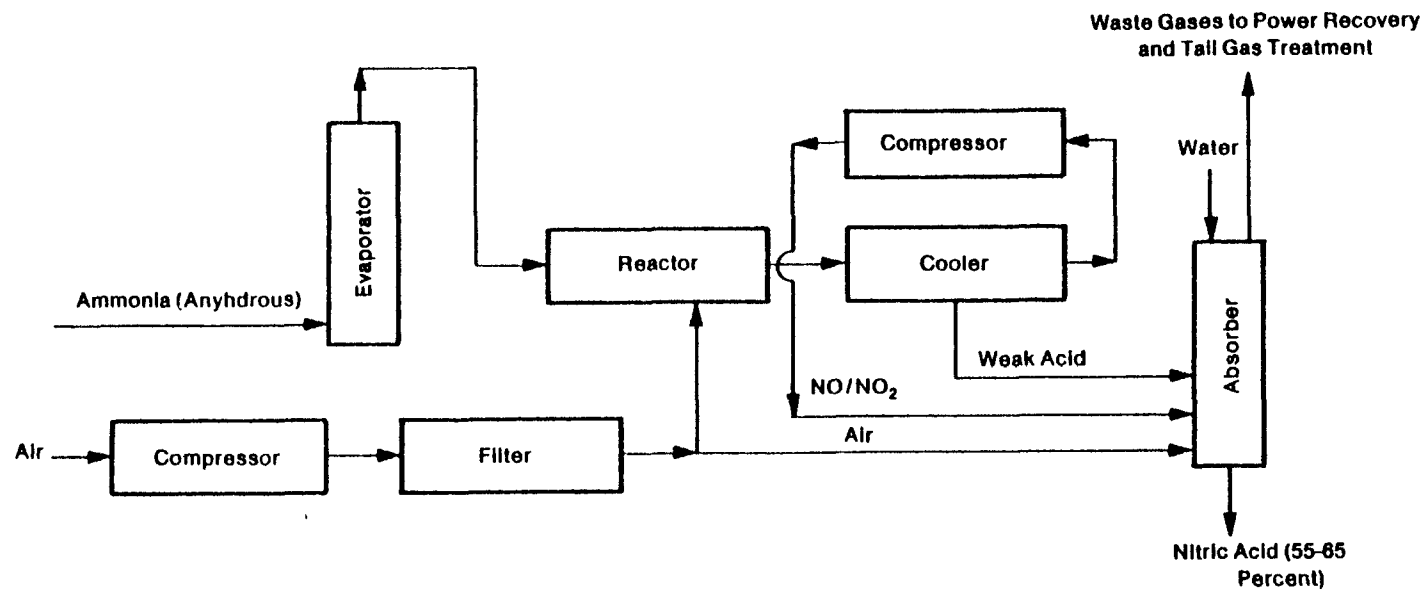 Waste Gases to Power Recovery
and Tail Gas Treatment
Compressor
Water
Evaporator
Reactor
Cooler
Ammonia (Anyhdrous)
Absorber
Weak Acid
NO/NO₂
Air
Air
Compressor
Filter
Nitric Acid (55-65
Percent)